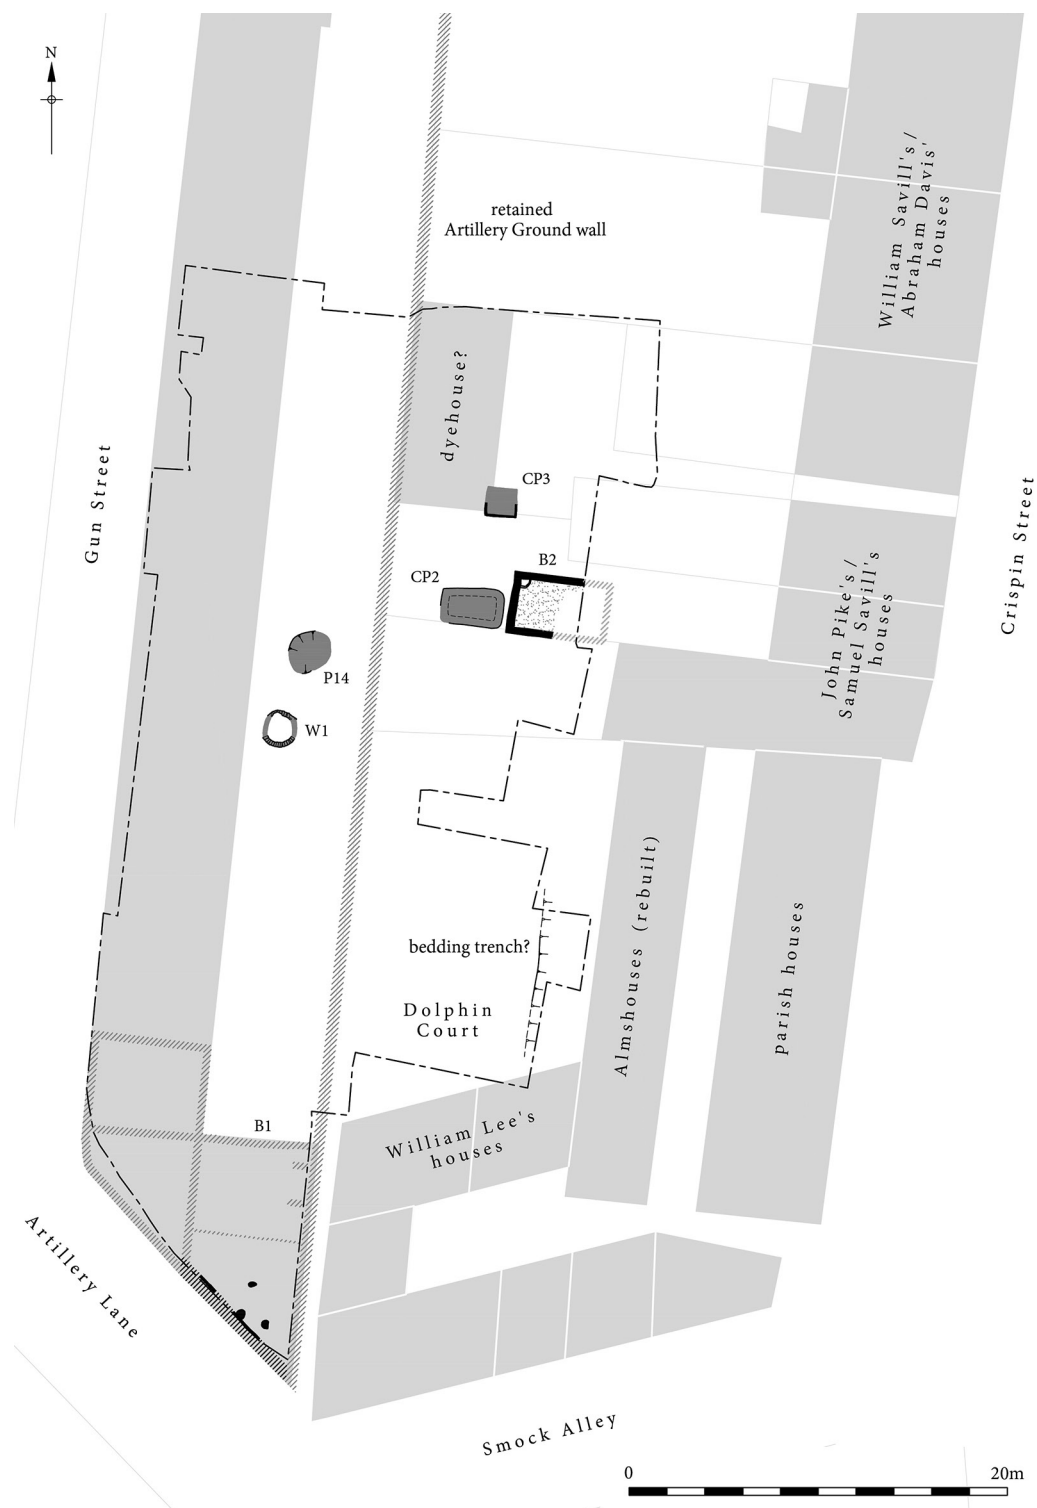 N
William Savill's /
Abraham Davis'
houses
retained
Artillery Ground wall
dyehouse?
Gun Street
CP3
Crispin Street
B2
CP2
John Pike's /
Samuel Savill's
houses
P14
W1
Almshouses (rebuilt)
parish houses
bedding trench?
Dolphin
Court
B1
William Lee's
houses
Artillery Lane
Smock Alley
0
20m